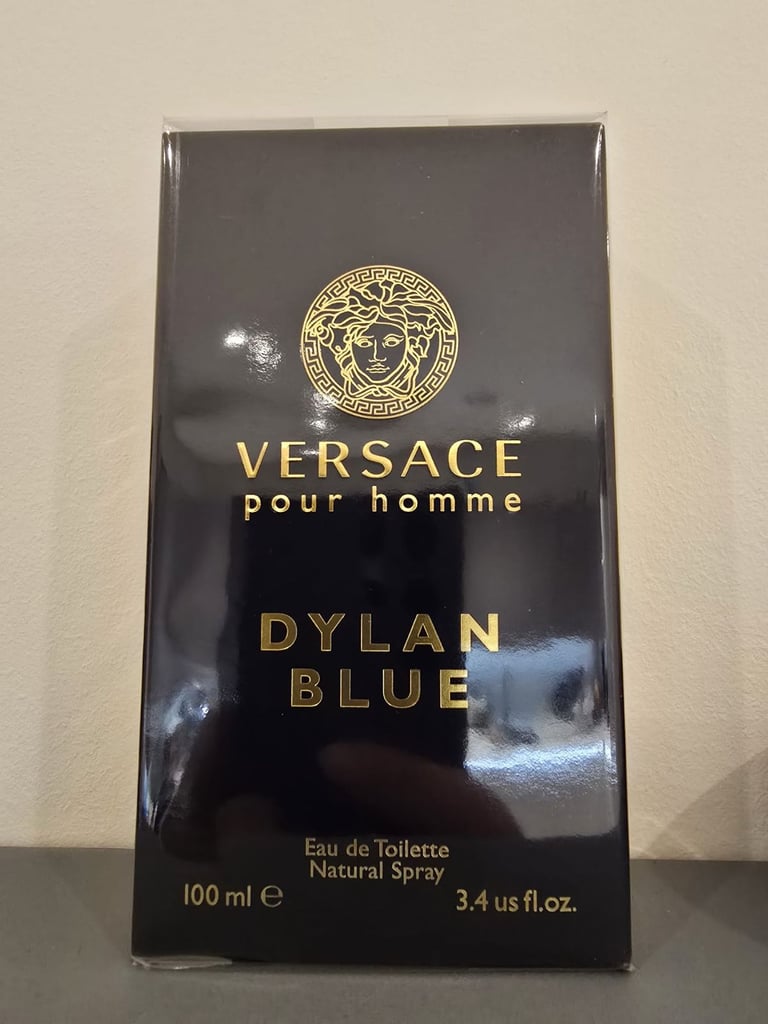 VERSACE
pour homme
DYLAN
BLUE
Eau de Toilette
Natural Spray
100 ml ℮ 3.4 us fl.oz.